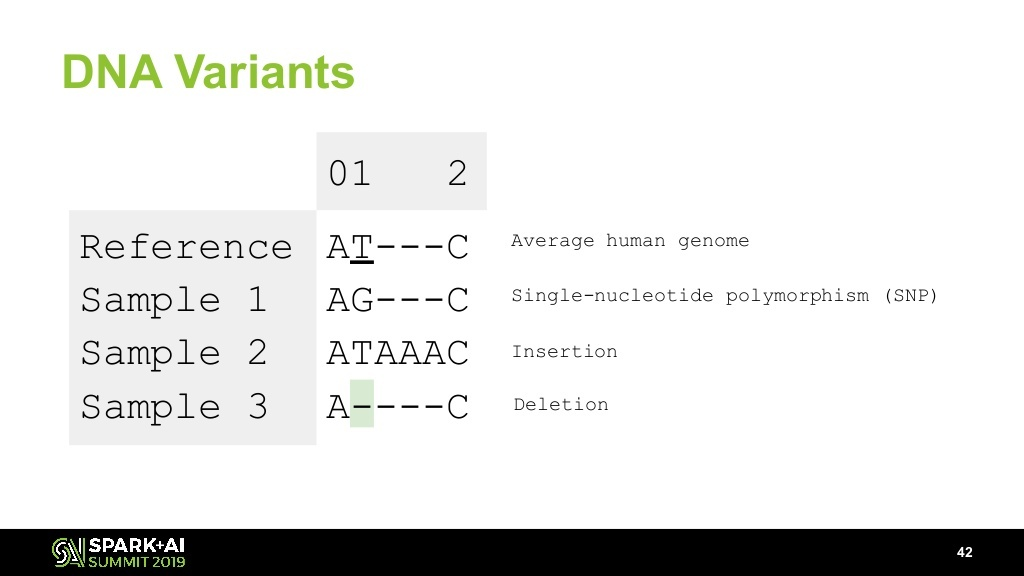 DNA Variants
01   2
Reference AT---C Average human genome
Sample 1 AG---C Single-nucleotide polymorphism (SNP)
Sample 2 ATAAAC Insertion
Sample 3 A----C Deletion
SPARK+AI
SUMMIT 2019
42